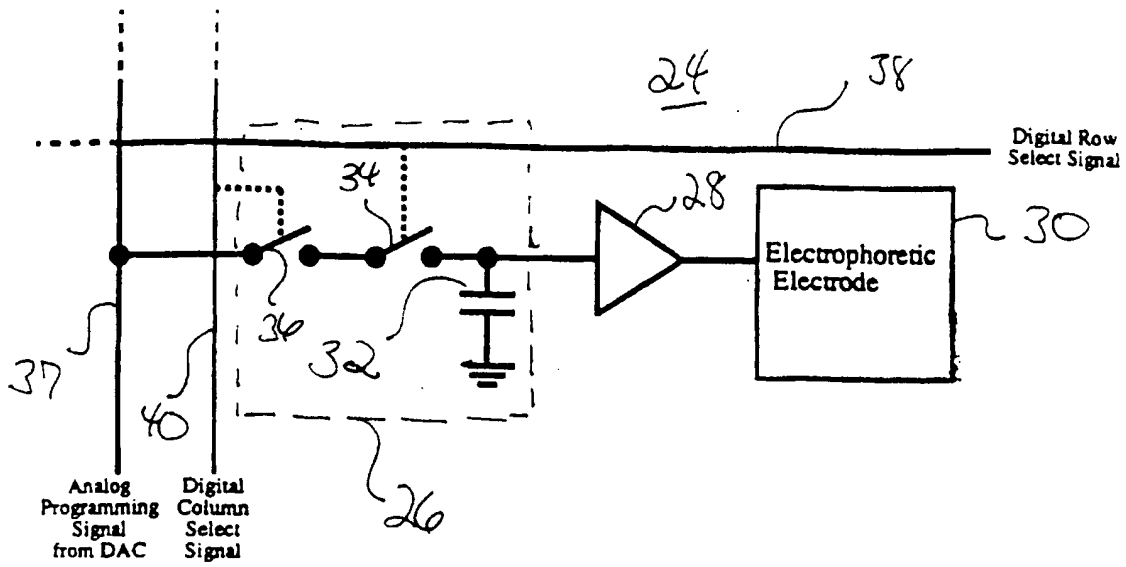 24
38
Digital Row
Select Signal
34
28
30
Electrophoretic
Electrode
36
32
37
40
26
Analog
Programming
Signal
from DAC
Digital
Column
Select
Signal